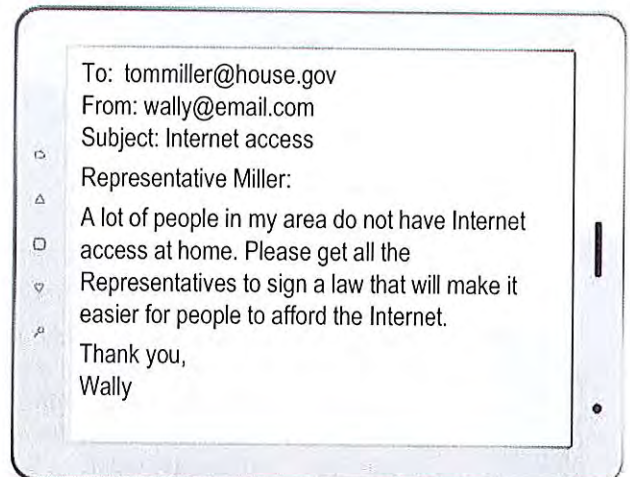 To: tommiller@house.gov
From: wally@email.com
Subject: Internet access
Representative Miller:
A lot of people in my area do not have Internet
access at home. Please get all the
Representatives to sign a law that will make it
easier for people to afford the Internet.
Thank you,
Wally